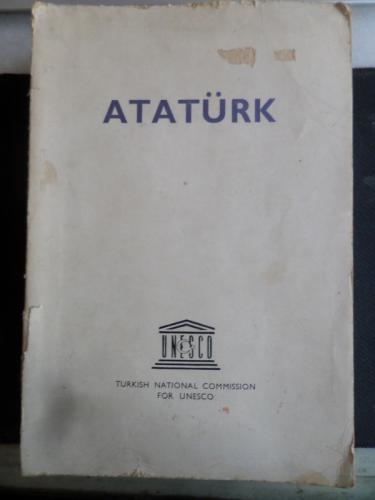 ATATÜRK
UNESCO
TURKISH NATIONAL COMMISSION
FOR UNESCO